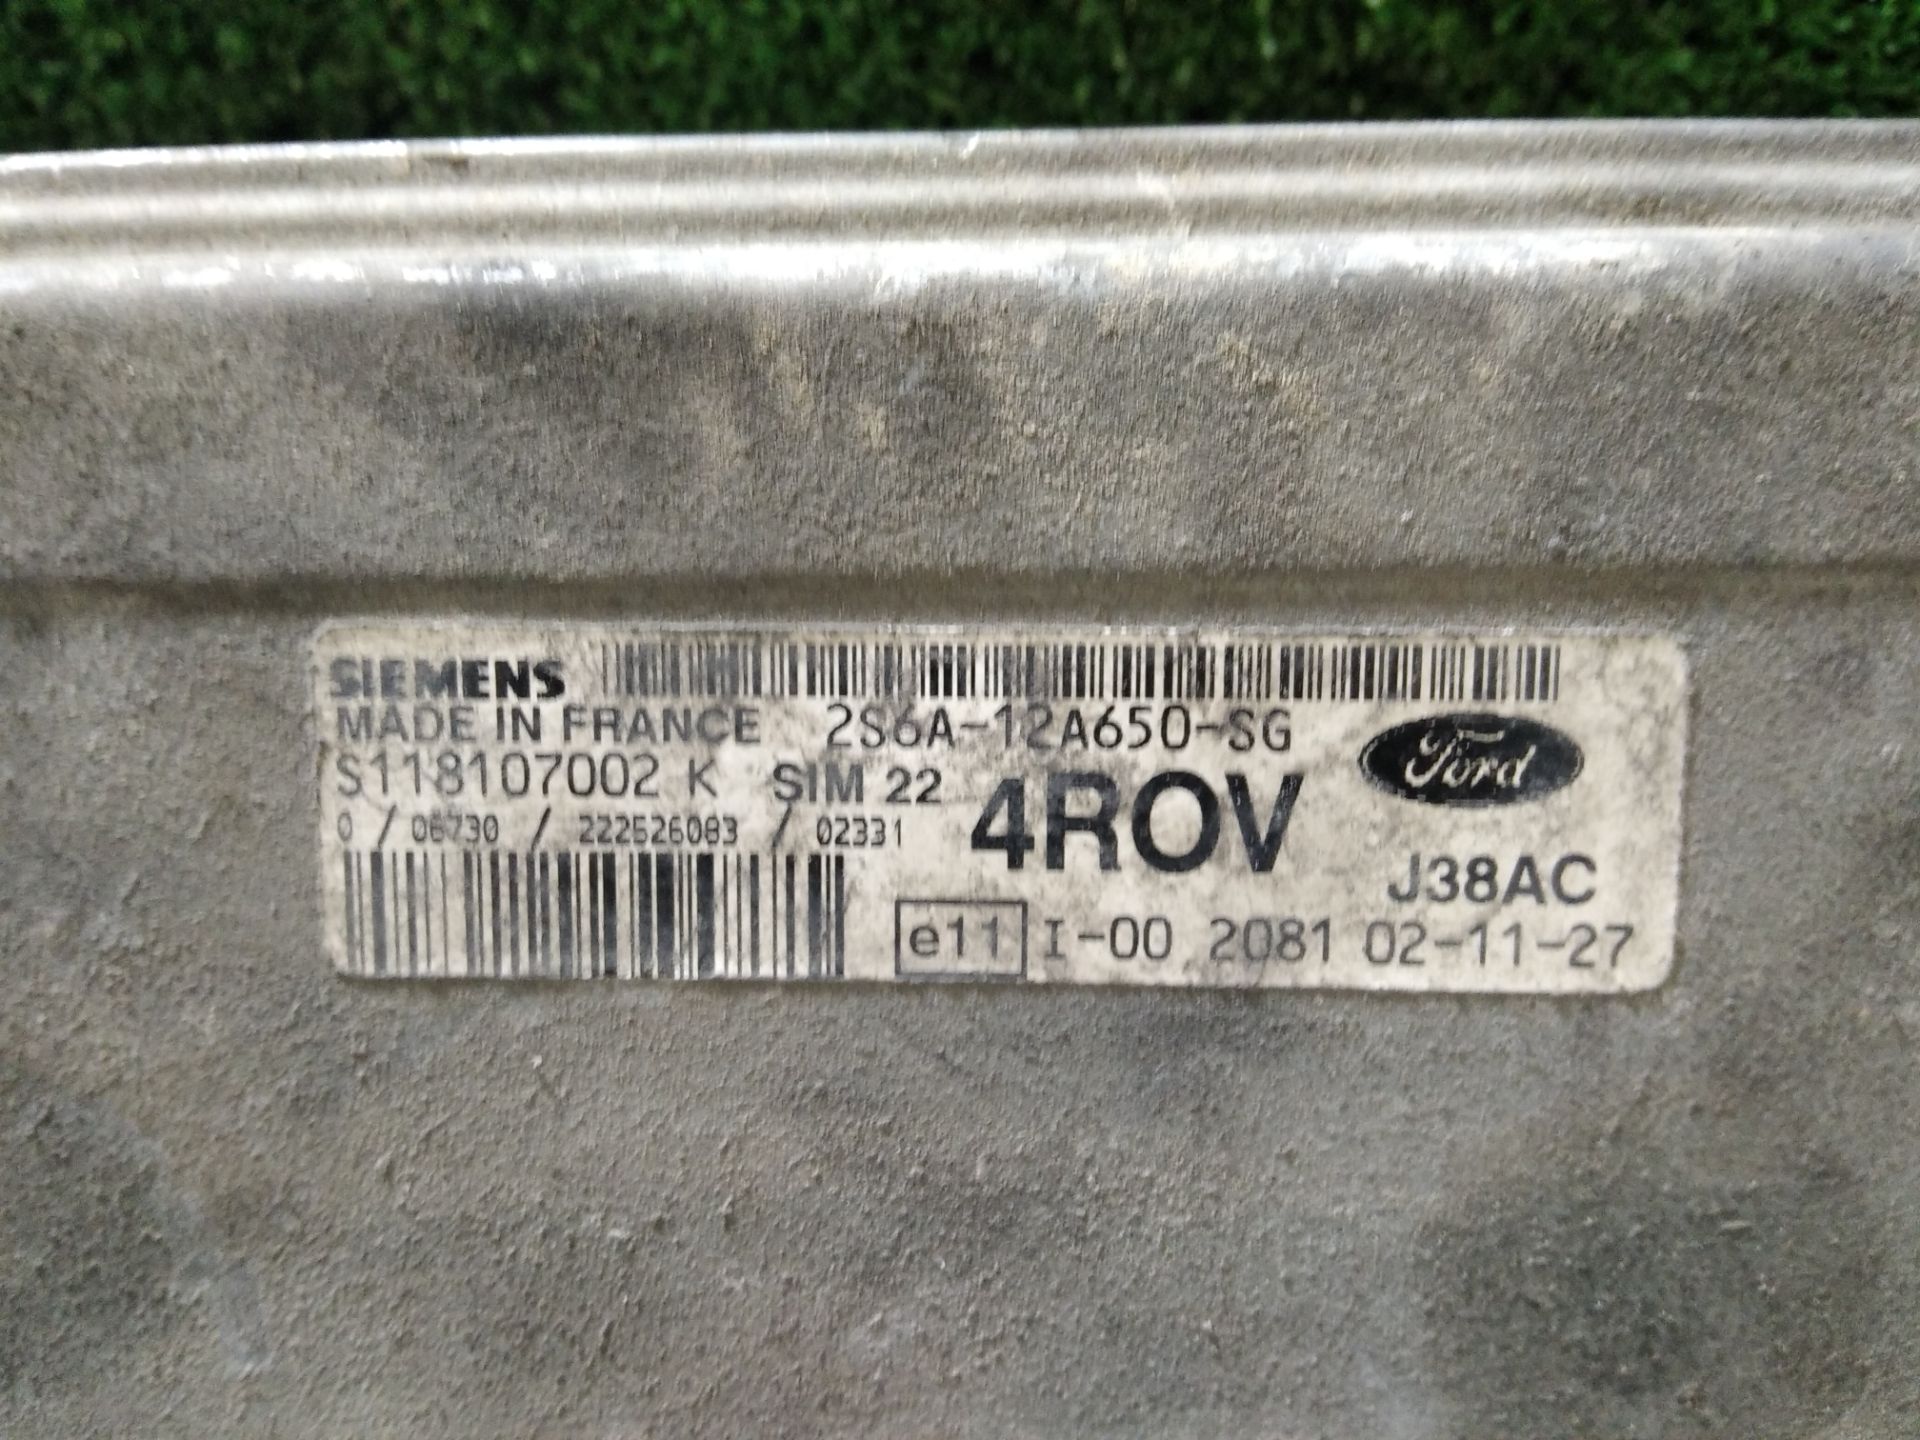 SIEMENS
MADE IN FRANCE 2S6A-12A650-SG
Ford
S118107002 K SIM 22
4ROV
0 / 06730 / 222526083 / 02331
J38AC
e11 I-00 2081 02-11-27